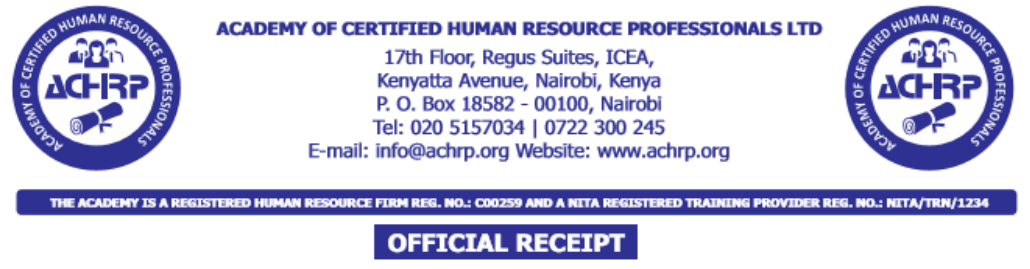 ACADEMY OF CERTIFIED HUMAN RESOURCE PROFESSIONALS
ACHRP
ACADEMY OF CERTIFIED HUMAN RESOURCE PROFESSIONALS LTD
17th Floor, Regus Suites, ICEA,
Kenyatta Avenue, Nairobi, Kenya
P. O. Box 18582 - 00100, Nairobi
Tel: 020 5157034 | 0722 300 245
E-mail: info@achrp.org Website: www.achrp.org
ACADEMY OF CERTIFIED HUMAN RESOURCE PROFESSIONALS
ACHRP
THE ACADEMY IS A REGISTERED HUMAN RESOURCE FIRM REG. NO.: C00259 AND A NITA REGISTERED TRAINING PROVIDER REG. NO.: NITA/TRN/1234
OFFICIAL RECEIPT